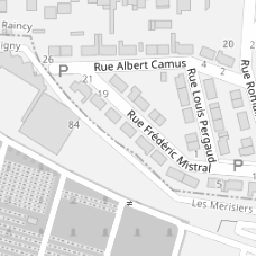 Raincy
igny
26
P
Rue Albert Camus
20
4
2
21
19
Rue Louis Pergaud
84
Rue Frédéric Mistral
P
5
Les Merisiers